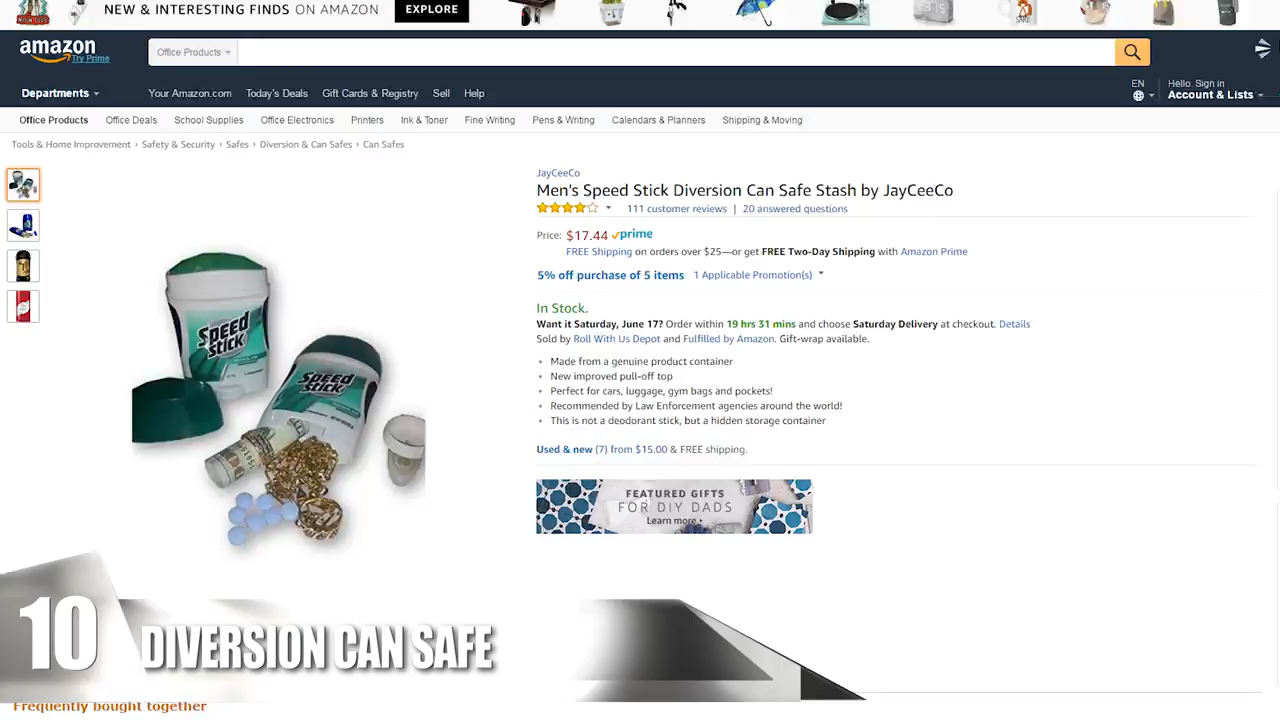 NEW & INTERESTING FINDS ON AMAZON
EXPLORE
amazon
Try Prime
Office Products
EN
Hello. Sign in
Departments
Your Amazon.com
Today's Deals
Gift Cards & Registry
Sell
Help
Account & Lists
Office Products
Office Deals
School Supplies
Office Electronics
Printers
Ink & Toner
Fine Writing
Pens & Writing
Calendars & Planners
Shipping & Moving
Tools & Home Improvement › Safety & Security › Safes › Diversion & Can Safes › Can Safes
JayCeeCo
Men's Speed Stick Diversion Can Safe Stash by JayCeeCo
111 customer reviews | 20 answered questions
Price: $17.44 prime
FREE Shipping on orders over $25—or get FREE Two-Day Shipping with Amazon Prime
5% off purchase of 5 items 1 Applicable Promotion(s)
In Stock.
Want it Saturday, June 17? Order within 19 hrs 31 mins and choose Saturday Delivery at checkout. Details
Sold by Roll With Us Depot and Fulfilled by Amazon. Gift-wrap available.
• Made from a genuine product container
• New improved pull-off top
• Perfect for cars, luggage, gym bags and pockets!
• Recommended by Law Enforcement agencies around the world!
• This is not a deodorant stick, but a hidden storage container
Used & new (7) from $15.00 & FREE shipping.
FEATURED GIFTS
FOR DIY DADS
Learn more ›
SPEED
STICK
SPEED
STICK
10 DIVERSION CAN SAFE
Frequently bought together